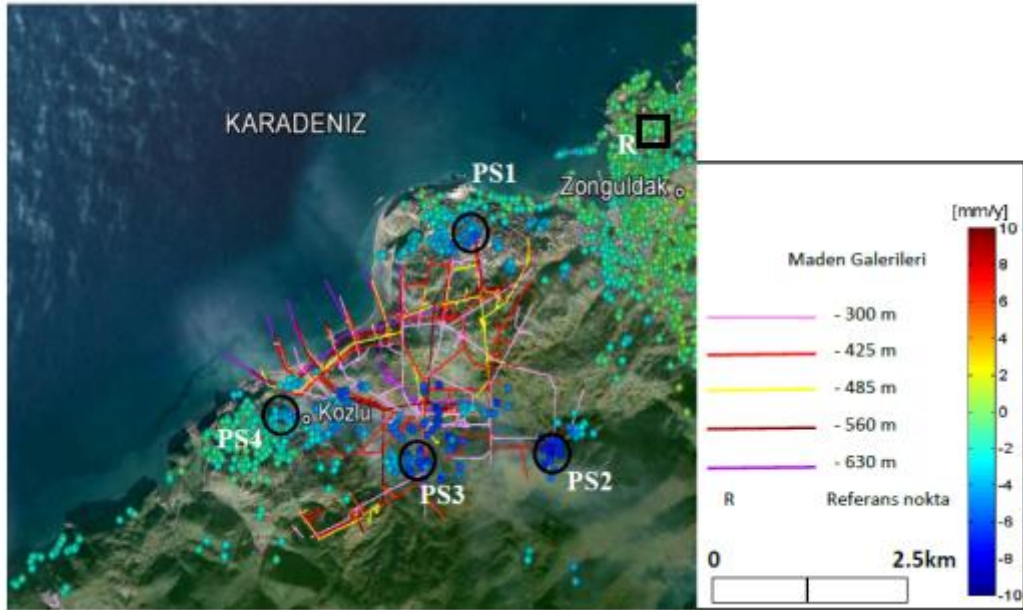 KARADENIZ
R
PS1
Zonguldak
Kozlu
PS4
PS3
PS2
[mm/y]
Maden Galerileri
- 300 m
- 425 m
- 485 m
- 560 m
- 630 m
R Referans nokta
0 2.5km
10
8
6
4
2
0
-2
-4
-6
-8
-10